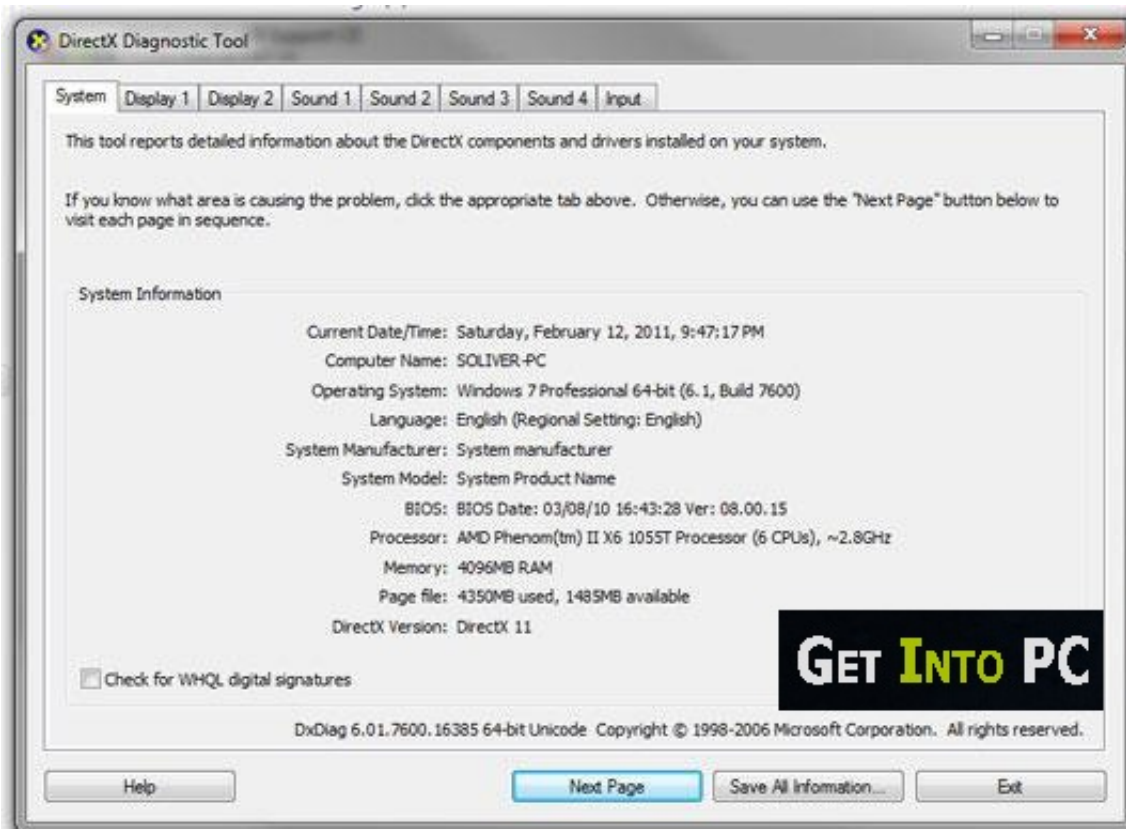 DirectX Diagnostic Tool
System Display 1 Display 2 Sound 1 Sound 2 Sound 3 Sound 4 Input
This tool reports detailed information about the DirectX components and drivers installed on your system.
If you know what area is causing the problem, click the appropriate tab above. Otherwise, you can use the "Next Page" button below to
visit each page in sequence.
System Information
Current Date/Time: Saturday, February 12, 2011, 9:47:17 PM
Computer Name: SOLIVER-PC
Operating System: Windows 7 Professional 64-bit (6.1, Build 7600)
Language: English (Regional Setting: English)
System Manufacturer: System manufacturer
System Model: System Product Name
BIOS: BIOS Date: 03/08/10 16:43:28 Ver: 08.00.15
Processor: AMD Phenom(tm) II X6 1055T Processor (6 CPUs), ~2.8GHz
Memory: 4096MB RAM
Page file: 4350MB used, 1485MB available
DirectX Version: DirectX 11
GET INTO PC
Check for WHQL digital signatures
DxDiag 6.01.7600.16385 64-bit Unicode Copyright © 1998-2006 Microsoft Corporation. All rights reserved.
Help Next Page Save All Information... Exit